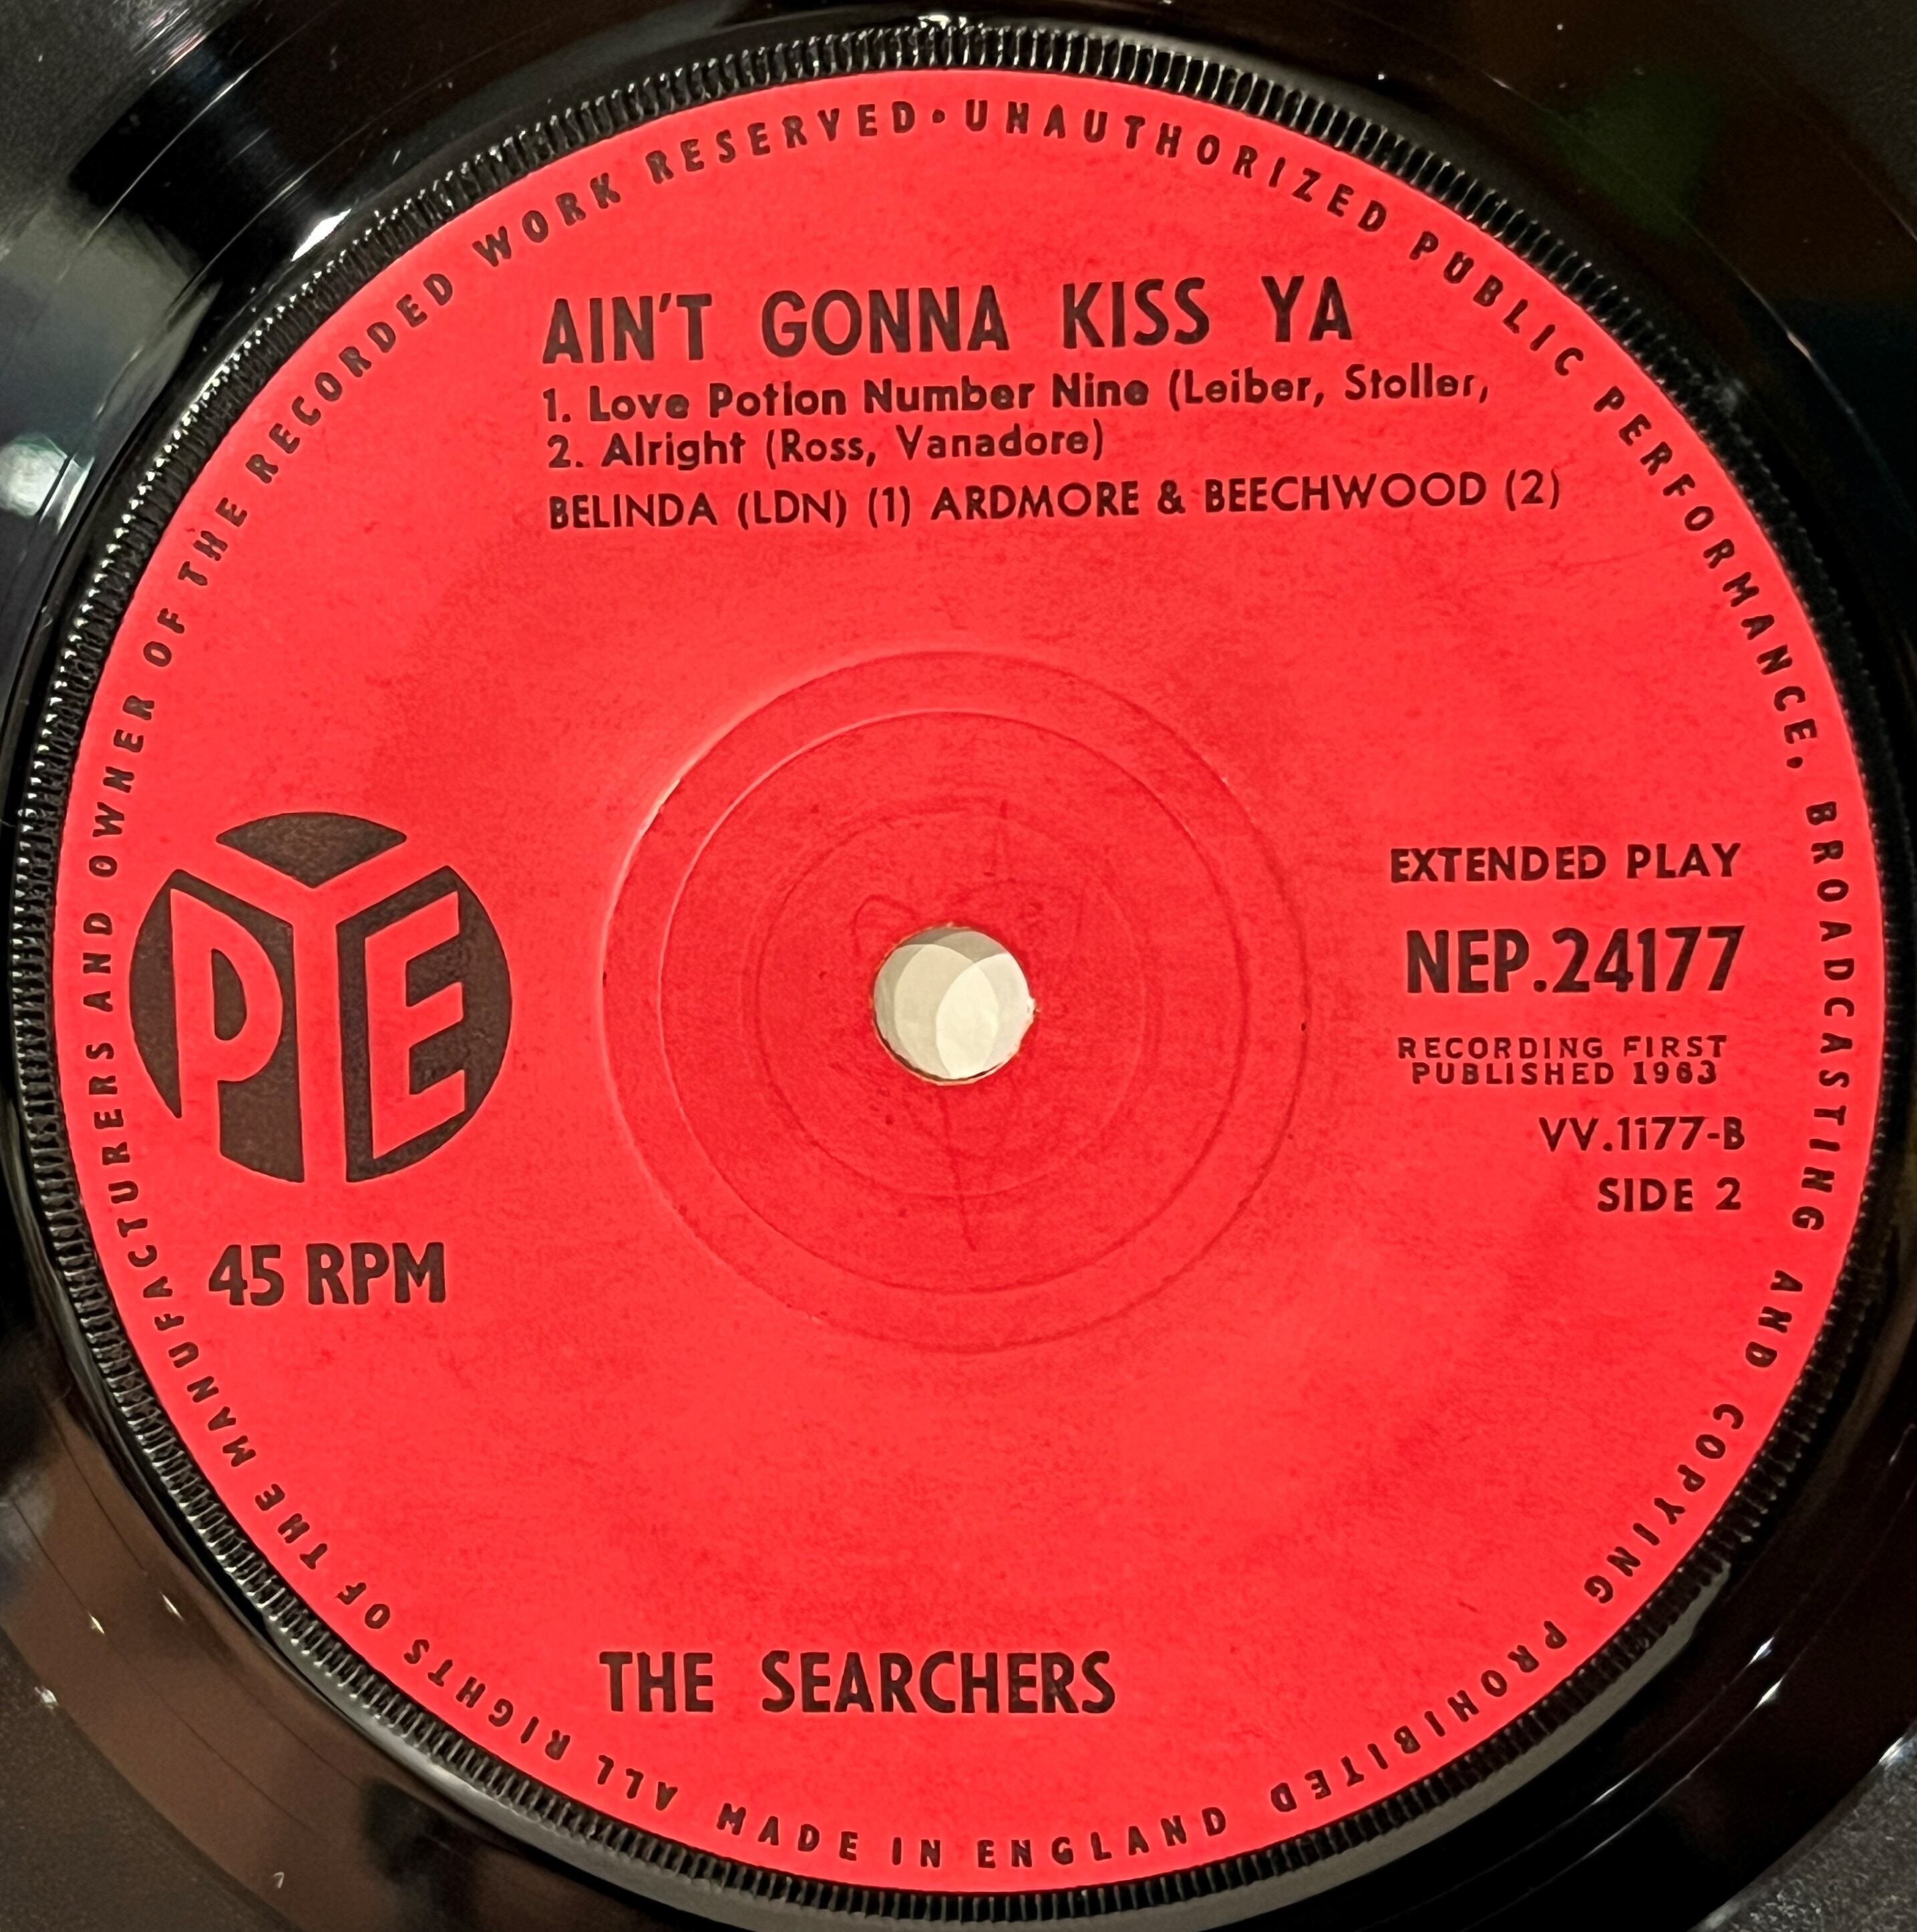 AIN'T GONNA KISS YA
1. Love Potion Number Nine (Leiber, Stoller,
2. Alright (Ross, Vanadore)
BELINDA (LDN) (1) ARDMORE & BEECHWOOD (2)
PYE
45 RPM
EXTENDED PLAY
NEP.24177
RECORDING FIRST
PUBLISHED 1963
VV.1177-B
SIDE 2
THE SEARCHERS
ALL RIGHTS OF THE MANUFACTURERS AND OWNER OF THE RECORDED WORK RESERVED · UNAUTHORIZED PUBLIC PERFORMANCE, BROADCASTING AND COPYING PROHIBITED
MADE IN ENGLAND